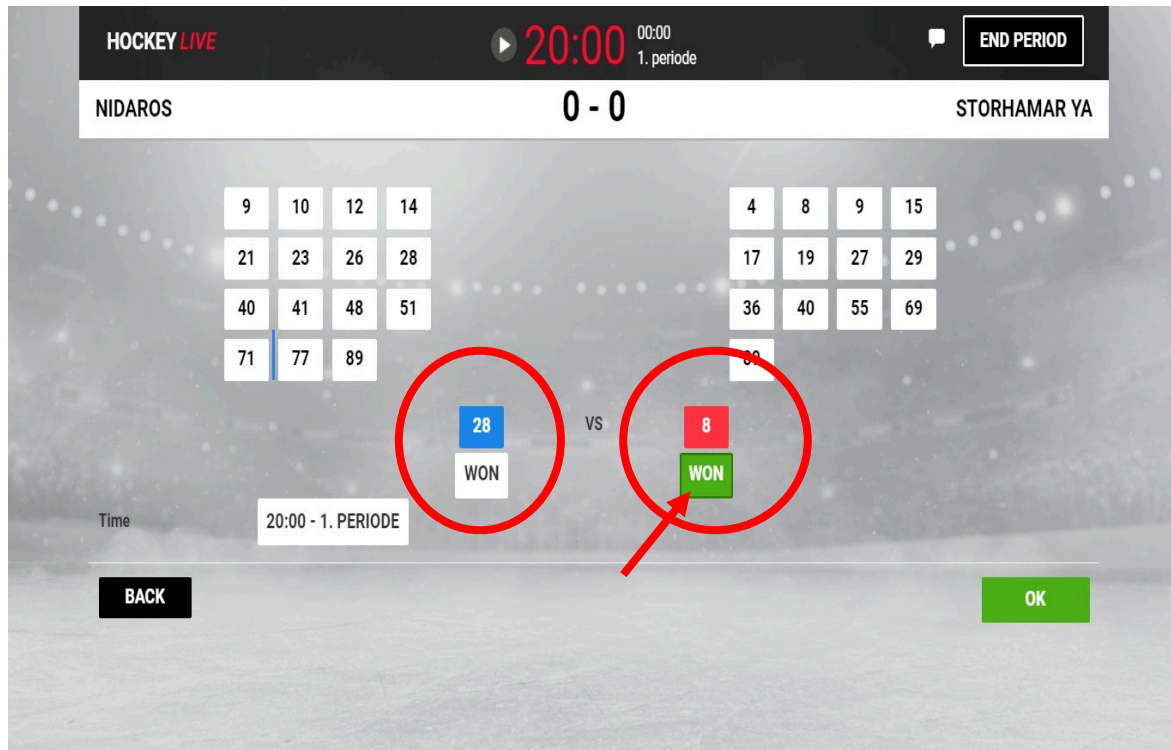 HOCKEY LIVE
20:00
00:00
1. periode
END PERIOD
NIDAROS
0 - 0
STORHAMAR YA
9 10 12 14
21 23 26 28
40 41 48 51
71 77 89
4 8 9 15
17 19 27 29
36 40 55 69
28
WON
VS
8
WON
Time
20:00 - 1. PERIODE
BACK
OK